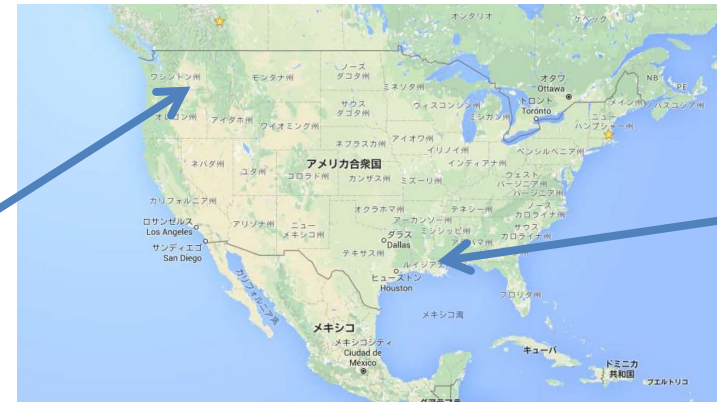 オンタリオ
ケベック
ワシントン州
モンタナ州
ノース
ダコタ州
ミネソタ州
オタワ
Ottawa
NB
PE
トロント
Toronto
メイン州
ノバスコシア州
オレゴン州
アイダホ州
ワイオミング州
サウス
ダコタ州
ウィスコンシン州
ミシガン州
ニュー
ハンプシャー州
ネブラスカ州
アイオワ州
イリノイ州
インディアナ州
ペンシルベニア州
ネバダ州
ユタ州
コロラド州
アメリカ合衆国
カンザス州
ミズーリ州
ウェスト
バージニア州
バージニア州
カリフォルニア州
オクラホマ州
テネシー州
ノース
カロライナ州
ロサンゼルス
Los Angeles
アリゾナ州
ニュー
メキシコ州
アーカンソー州
ミシシッピ州
サウス
カロライナ州
サンディエゴ
San Diego
ダラス
Dallas
テキサス州
ルイジアナ
ヒューストン
Houston
フロリダ州
カリフォルニア湾
メキシコ
メキシコ湾
メキシコシティ
Ciudad de
México
キューバ
ドミニカ
共和国
プエルトリコ
グアテマラ